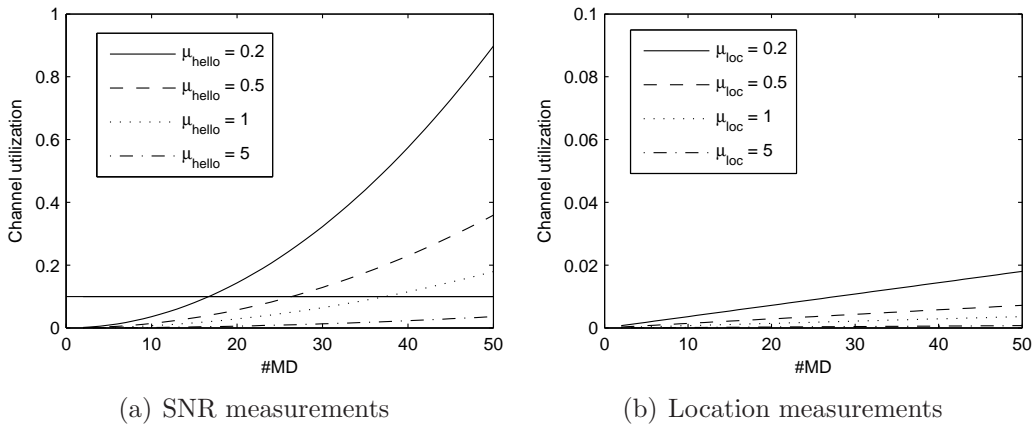 1
0.8
0.6
0.4
0.2
0
Channel utilization
μhello = 0.2
μhello = 0.5
μhello = 1
μhello = 5
0 10 20 30 40 50
#MD
(a) SNR measurements
0.1
0.08
0.06
0.04
0.02
0
Channel utilization
μloc = 0.2
μloc = 0.5
μloc = 1
μloc = 5
0 10 20 30 40 50
#MD
(b) Location measurements